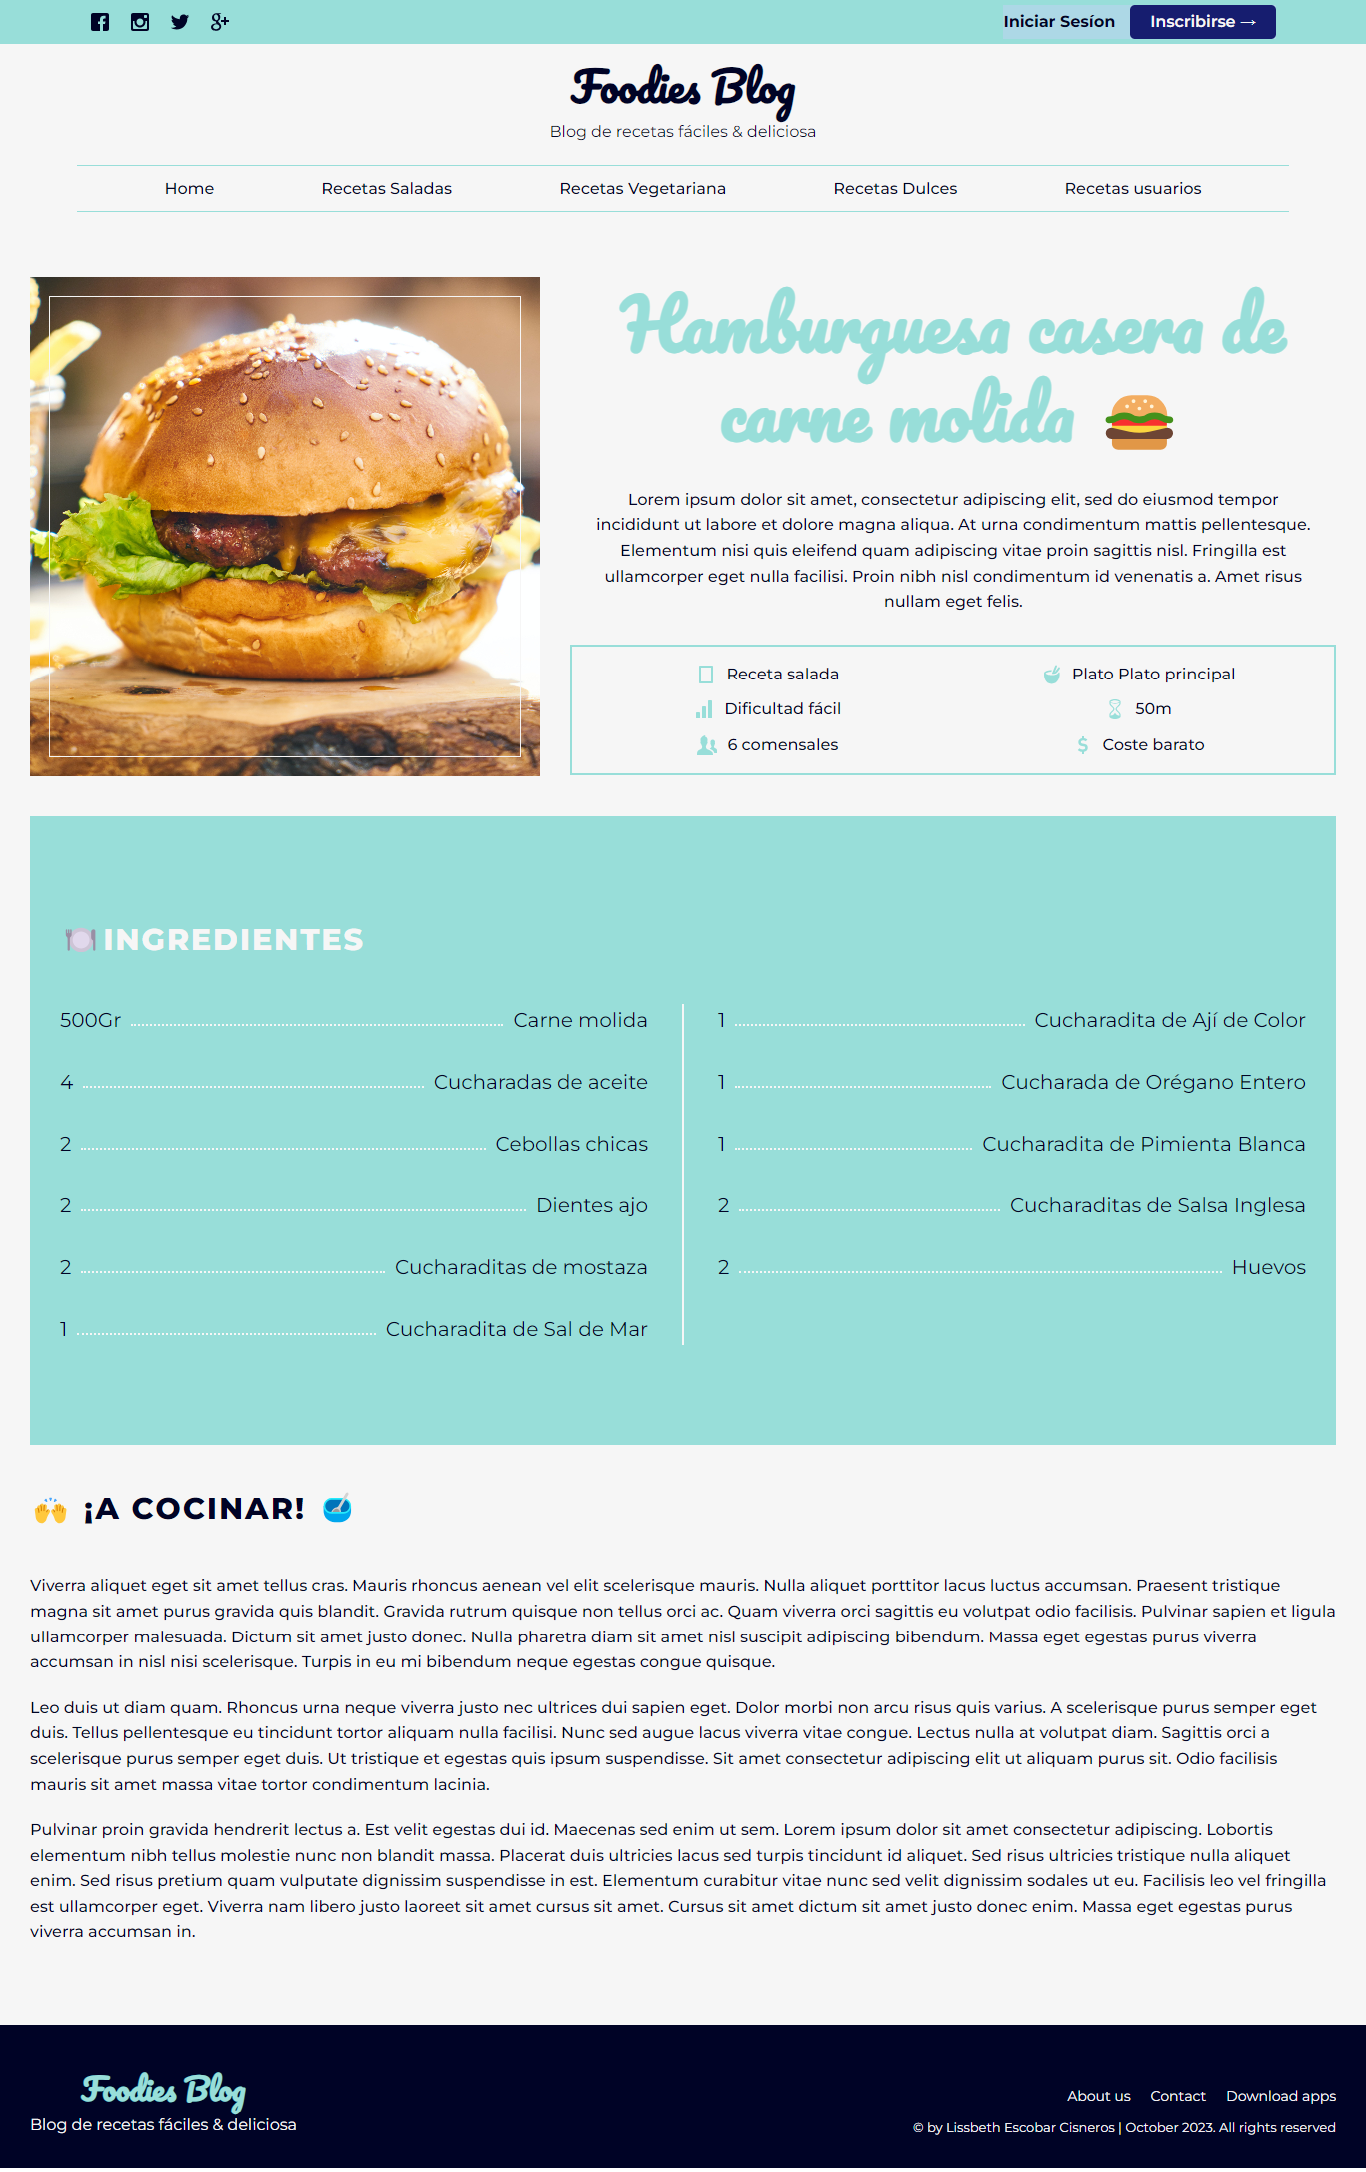 Iniciar Sesíon
Inscribirse →
Foodies Blog
Blog de recetas fáciles & deliciosa
Home
Recetas Saladas
Recetas Vegetariana
Recetas Dulces
Recetas usuarios
Hamburguesa casera de
carne molida 🍔
Lorem ipsum dolor sit amet, consectetur adipiscing elit, sed do eiusmod tempor
incididunt ut labore et dolore magna aliqua. At urna condimentum mattis pellentesque.
Elementum nisi quis eleifend quam adipiscing vitae proin sagittis nisl. Fringilla est
ullamcorper eget nulla facilisi. Proin nibh nisl condimentum id venenatis a. Amet risus
nullam eget felis.
Receta salada
Plato Plato principal
Dificultad fácil
50m
6 comensales
Coste barato
🍽️ INGREDIENTES
500Gr Carne molida
4 Cucharadas de aceite
2 Cebollas chicas
2 Dientes ajo
2 Cucharaditas de mostaza
1 Cucharadita de Sal de Mar
1 Cucharadita de Ají de Color
1 Cucharada de Orégano Entero
1 Cucharadita de Pimienta Blanca
2 Cucharaditas de Salsa Inglesa
2 Huevos
🙌 ¡A COCINAR! 🥣
Viverra aliquet eget sit amet tellus cras. Mauris rhoncus aenean vel elit scelerisque mauris. Nulla aliquet porttitor lacus luctus accumsan. Praesent tristique
magna sit amet purus gravida quis blandit. Gravida rutrum quisque non tellus orci ac. Quam viverra orci sagittis eu volutpat odio facilisis. Pulvinar sapien et ligula
ullamcorper malesuada. Dictum sit amet justo donec. Nulla pharetra diam sit amet nisl suscipit adipiscing bibendum. Massa eget egestas purus viverra
accumsan in nisl nisi scelerisque. Turpis in eu mi bibendum neque egestas congue quisque.
Leo duis ut diam quam. Rhoncus urna neque viverra justo nec ultrices dui sapien eget. Dolor morbi non arcu risus quis varius. A scelerisque purus semper eget
duis. Tellus pellentesque eu tincidunt tortor aliquam nulla facilisi. Nunc sed augue lacus viverra vitae congue. Lectus nulla at volutpat diam. Sagittis orci a
scelerisque purus semper eget duis. Ut tristique et egestas quis ipsum suspendisse. Sit amet consectetur adipiscing elit ut aliquam purus sit. Odio facilisis
mauris sit amet massa vitae tortor condimentum lacinia.
Pulvinar proin gravida hendrerit lectus a. Est velit egestas dui id. Maecenas sed enim ut sem. Lorem ipsum dolor sit amet consectetur adipiscing. Lobortis
elementum nibh tellus molestie nunc non blandit massa. Placerat duis ultricies lacus sed turpis tincidunt id aliquet. Sed risus ultricies tristique nulla aliquet
enim. Sed risus pretium quam vulputate dignissim suspendisse in est. Elementum curabitur vitae nunc sed velit dignissim sodales ut eu. Facilisis leo vel fringilla
est ullamcorper eget. Viverra nam libero justo laoreet sit amet cursus sit amet. Cursus sit amet dictum sit amet justo donec enim. Massa eget egestas purus
viverra accumsan in.
Foodies Blog
Blog de recetas fáciles & deliciosa
About us
Contact
Download apps
© by Lissbeth Escobar Cisneros | October 2023. All rights reserved